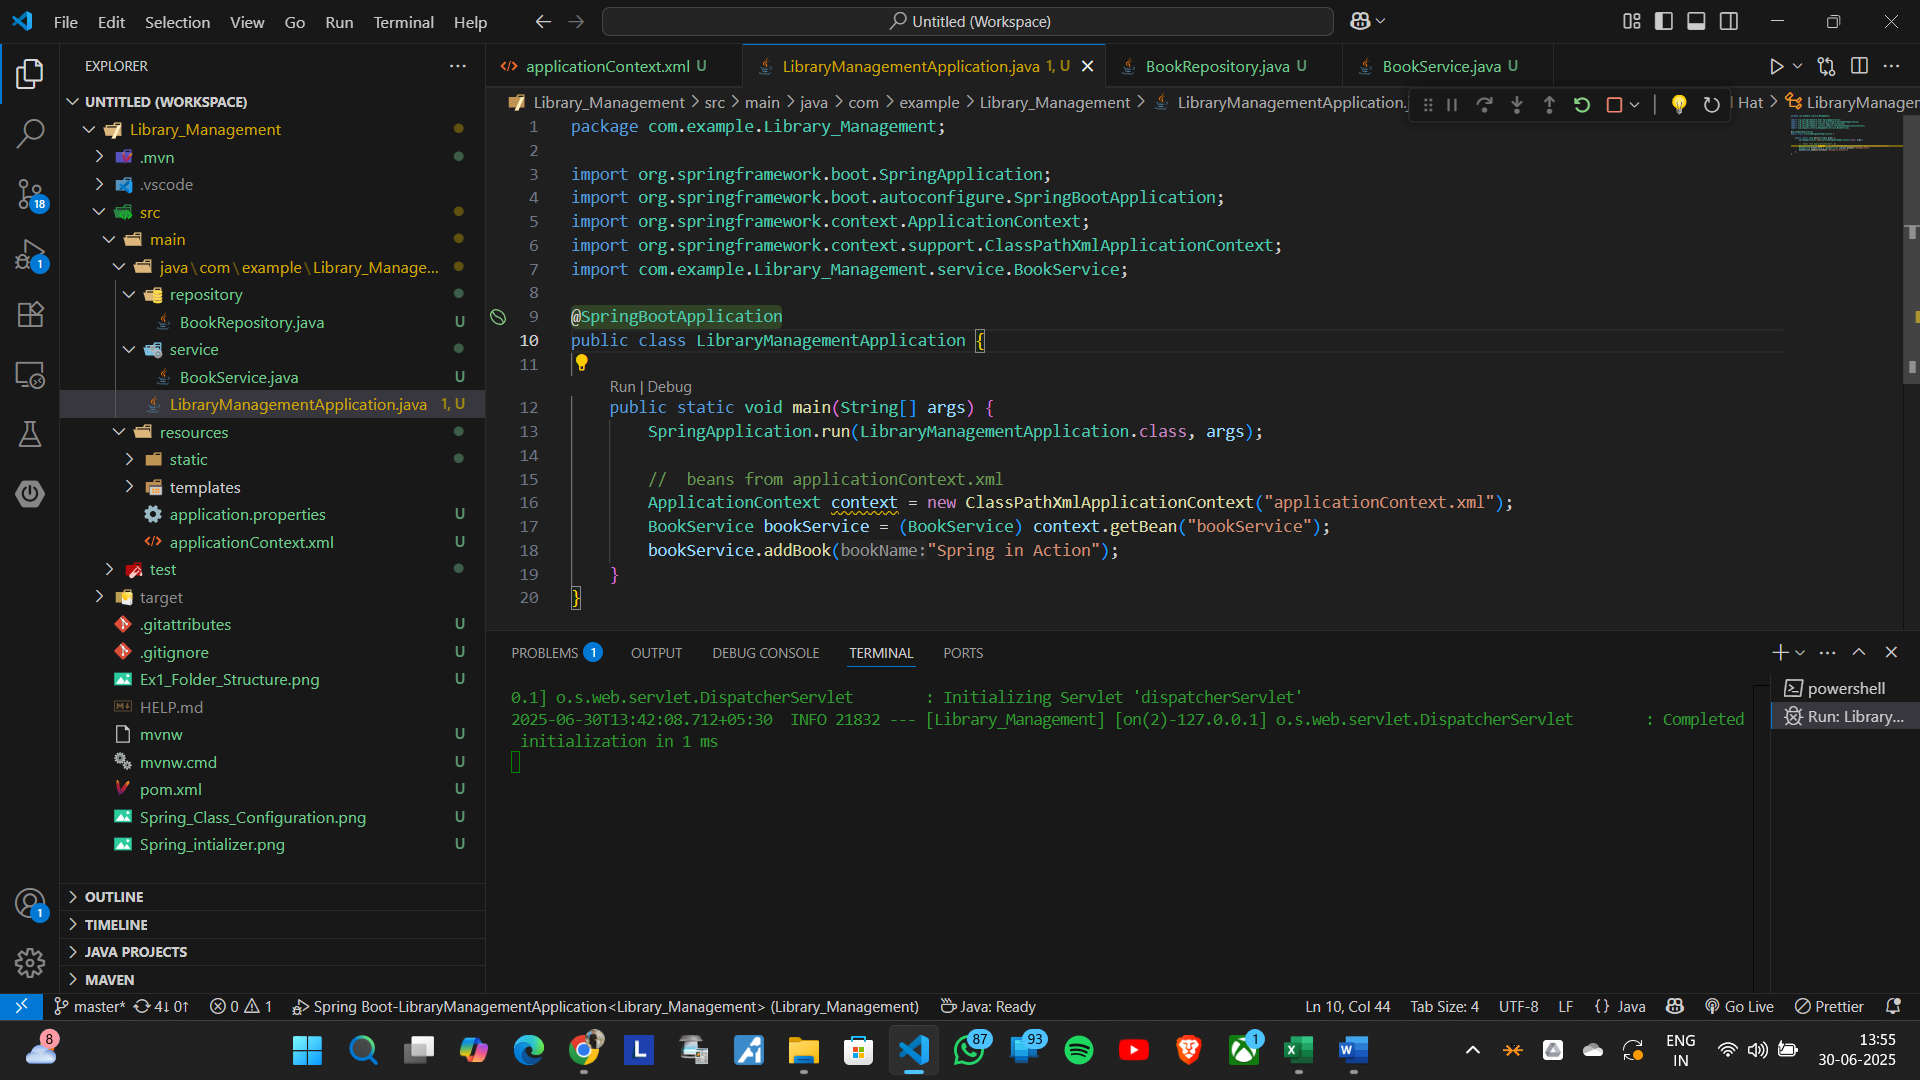 File Edit Selection View Go Run Terminal Help
Untitled (Workspace)
EXPLORER
UNTITLED (WORKSPACE)
Library_Management
.mvn
.vscode
src
main
java\com\example\Library_Manage...
repository
BookRepository.java U
service
BookService.java U
LibraryManagementApplication.java 1, U
resources
static
templates
application.properties U
applicationContext.xml U
test
target
.gitattributes U
.gitignore U
Ex1_Folder_Structure.png U
HELP.md
mvnw U
mvnw.cmd U
pom.xml U
Spring_Class_Configuration.png U
Spring_intializer.png U
OUTLINE
TIMELINE
JAVA PROJECTS
MAVEN
18
1
1
applicationContext.xml U
LibraryManagementApplication.java 1, U
BookRepository.java U
BookService.java U
Library_Management > src > main > java > com > example > Library_Management > LibraryManagementApplication.
Hat > LibraryManager
1 package com.example.Library_Management;
2
3 import org.springframework.boot.SpringApplication;
4 import org.springframework.boot.autoconfigure.SpringBootApplication;
5 import org.springframework.context.ApplicationContext;
6 import org.springframework.context.support.ClassPathXmlApplicationContext;
7 import com.example.Library_Management.service.BookService;
8
9 @SpringBootApplication
10 public class LibraryManagementApplication {
11
Run | Debug
12 public static void main(String[] args) {
13 SpringApplication.run(LibraryManagementApplication.class, args);
14
15 // beans from applicationContext.xml
16 ApplicationContext context = new ClassPathXmlApplicationContext("applicationContext.xml");
17 BookService bookService = (BookService) context.getBean("bookService");
18 bookService.addBook(bookName:"Spring in Action");
19 }
20 }
PROBLEMS 1 OUTPUT DEBUG CONSOLE TERMINAL PORTS
0.1] o.s.web.servlet.DispatcherServlet : Initializing Servlet 'dispatcherServlet'
2025-06-30T13:42:08.712+05:30 INFO 21832 --- [Library_Management] [on(2)-127.0.0.1] o.s.web.servlet.DispatcherServlet : Completed
initialization in 1 ms
powershell
Run: Library...
master* 4↓ 0↑ 0 1 Spring Boot-LibraryManagementApplication<Library_Management> (Library_Management) Java: Ready
Ln 10, Col 44 Tab Size: 4 UTF-8 LF {} Java Go Live Prettier
8
L
87
93
1
X
W
ENG
IN
13:55
30-06-2025